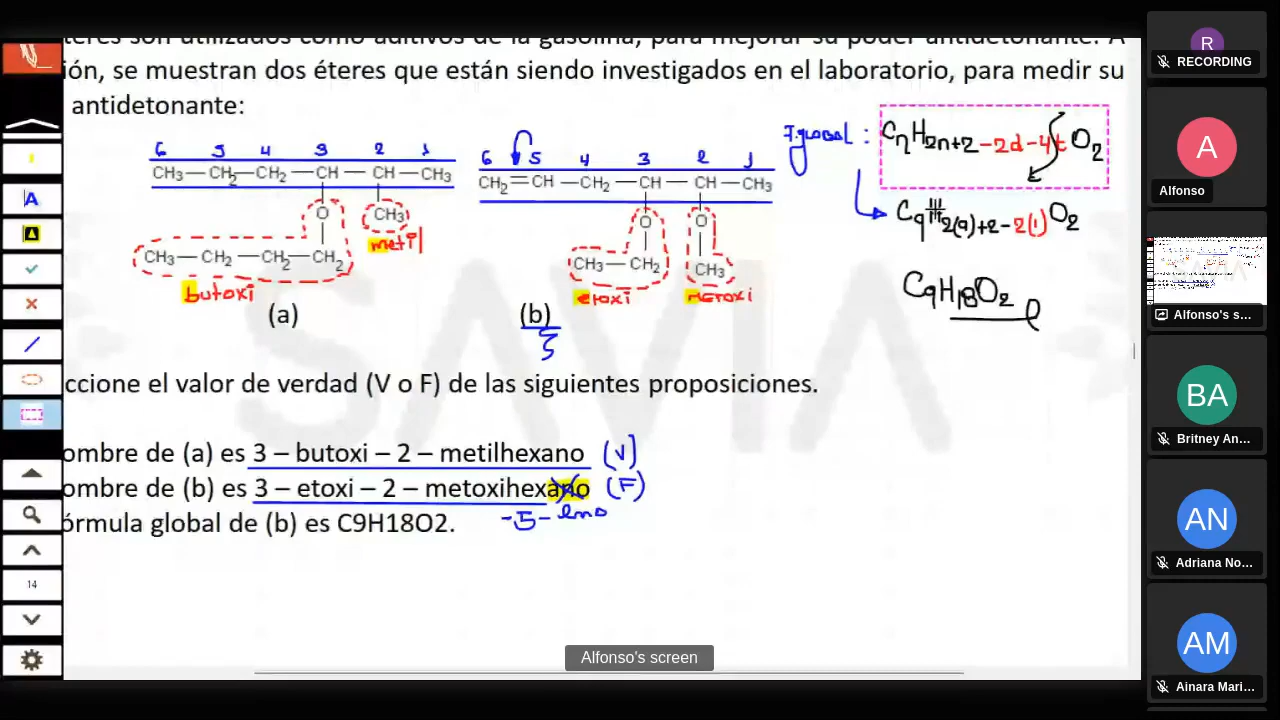 teres son utilizados como aditivos de la gasolina, para mejorar su poder antidetonante. A
ión, se muestran dos éteres que están siendo investigados en el laboratorio, para medir su
antidetonante:
6 5 4 3 2 1
CH3—CH2—CH2—CH—CH—CH3
O CH3
metil
CH3—CH2—CH2—CH2
butoxi
(a)
6 5 4 3 2 1
CH2=CH—CH2—CH—CH—CH3
O O
CH3—CH2 CH3
etoxi metoxi
(b)
F.global : CnH2n+2-2d-4t O2
C9H2(9)+2-2(1)O2
C9H18O2
ccione el valor de verdad (V o F) de las siguientes proposiciones.
ombre de (a) es 3 – butoxi – 2 – metilhexano (V)
ombre de (b) es 3 – etoxi – 2 – metoxihexano (F)
-5-eno
órmula global de (b) es C9H18O2.
SAVIA
14
Alfonso's screen
R
RECORDING
A
Alfonso
Alfonso's s...
BA
Britney An...
AN
Adriana No...
AM
Ainara Mari...